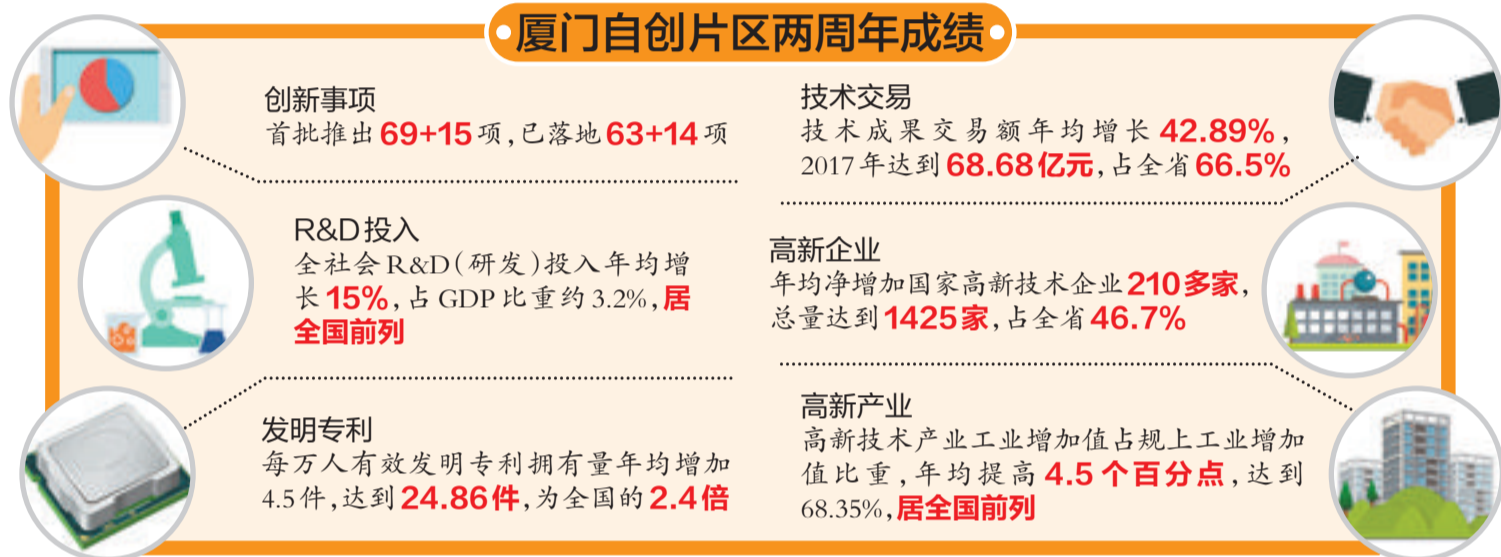 厦门自创片区两周年成绩
创新事项
首批推出69+15项,已落地63+14项
R&D投入
全社会R&D(研发)投入年均增
长15%,占GDP比重约3.2%,居
全国前列
发明专利
每万人有效发明专利拥有量年均增加
4.5件,达到24.86件,为全国的2.4倍
技术交易
技术成果交易额年均增长42.89%,
2017年达到68.68亿元,占全省66.5%
高新企业
年均净增加国家高新技术企业210多家,
总量达到1425家,占全省46.7%
高新产业
高新技术产业工业增加值占规上工业增加
值比重,年均提高4.5个百分点,达到
68.35%,居全国前列